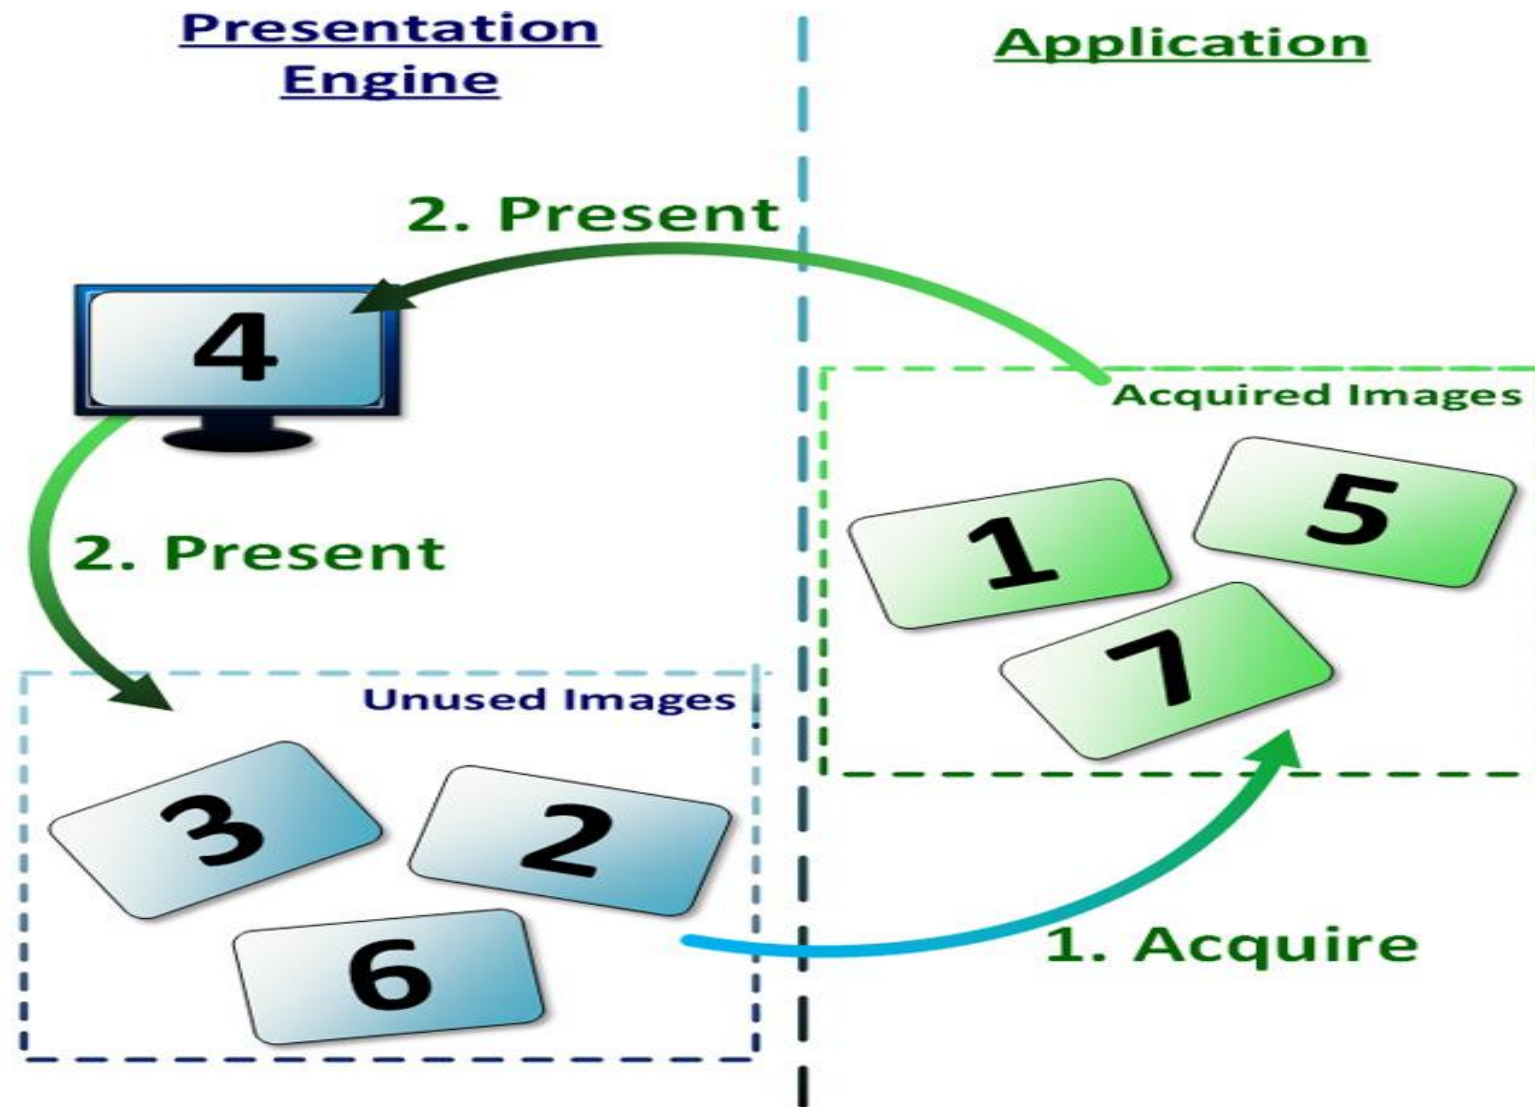 Presentation
Engine
Application
2. Present
4
Acquired Images
1
5
7
2. Present
Unused Images
3
2
6
1. Acquire